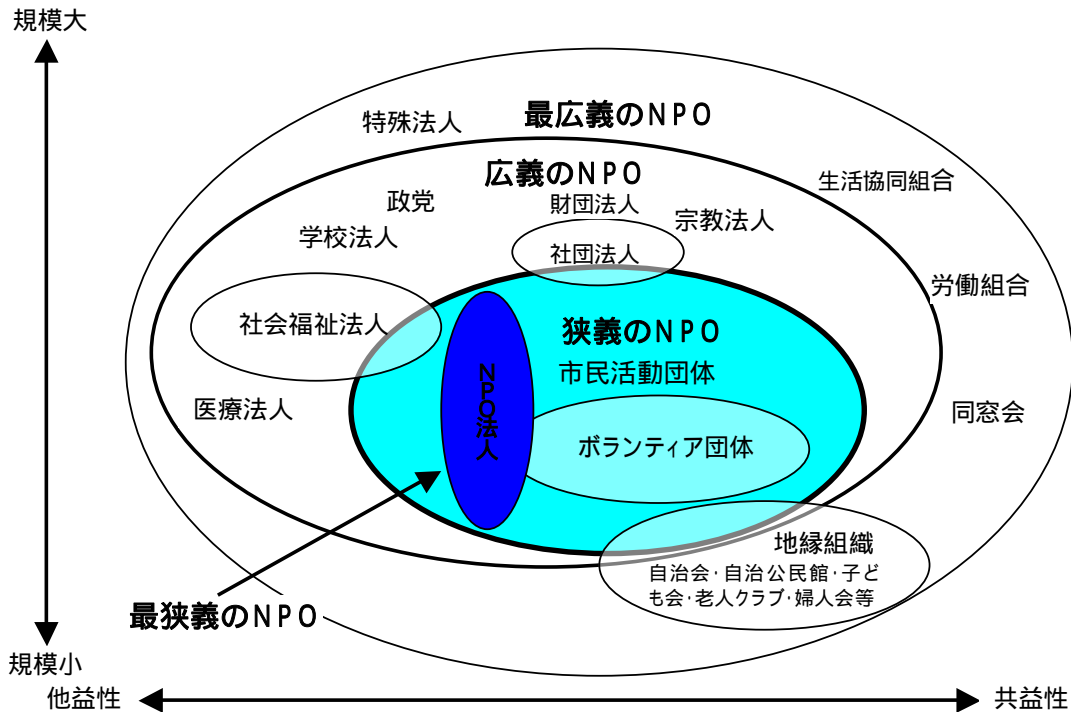 規模大
特殊法人
最広義のNPO
広義のNPO
生活協同組合
政党
財団法人
宗教法人
学校法人
社団法人
労働組合
社会福祉法人
狭義のNPO
市民活動団体
NPO法人
医療法人
同窓会
ボランティア団体
地縁組織
自治会・自治公民館・子ど
も会・老人クラブ・婦人会等
最狭義のNPO
規模小
他益性
共益性